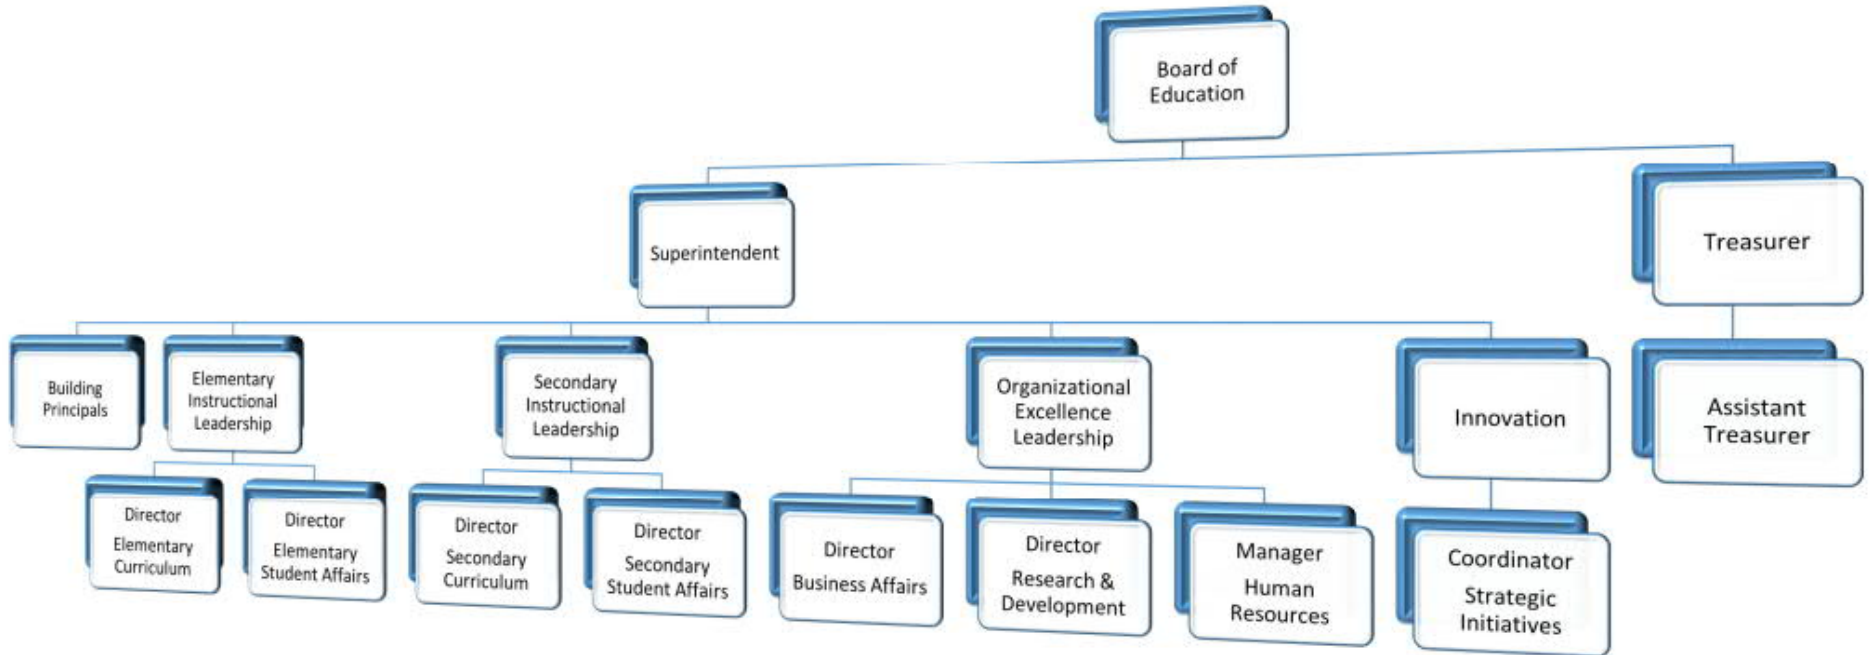 Board of
Education
Superintendent
Treasurer
Building
Principals
Elementary
Instructional
Leadership
Secondary
Instructional
Leadership
Organizational
Excellence
Leadership
Innovation
Assistant
Treasurer
Director
Elementary
Curriculum
Director
Elementary
Student Affairs
Director
Secondary
Curriculum
Director
Secondary
Student Affairs
Director
Business Affairs
Director
Research &
Development
Manager
Human
Resources
Coordinator
Strategic
Initiatives